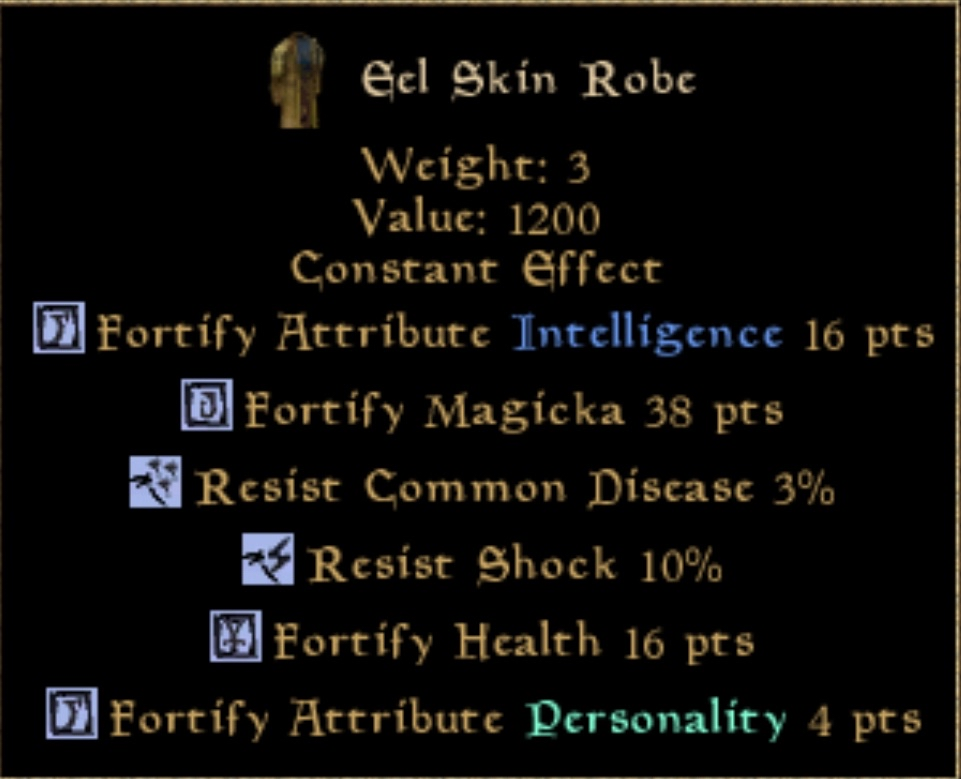 Eel Skin Robe
Weight: 3
Value: 1200
Constant Effect
Fortify Attribute Intelligence 16 pts
Fortify Magicka 38 pts
Resist Common Disease 3%
Resist Shock 10%
Fortify Health 16 pts
Fortify Attribute Personality 4 pts